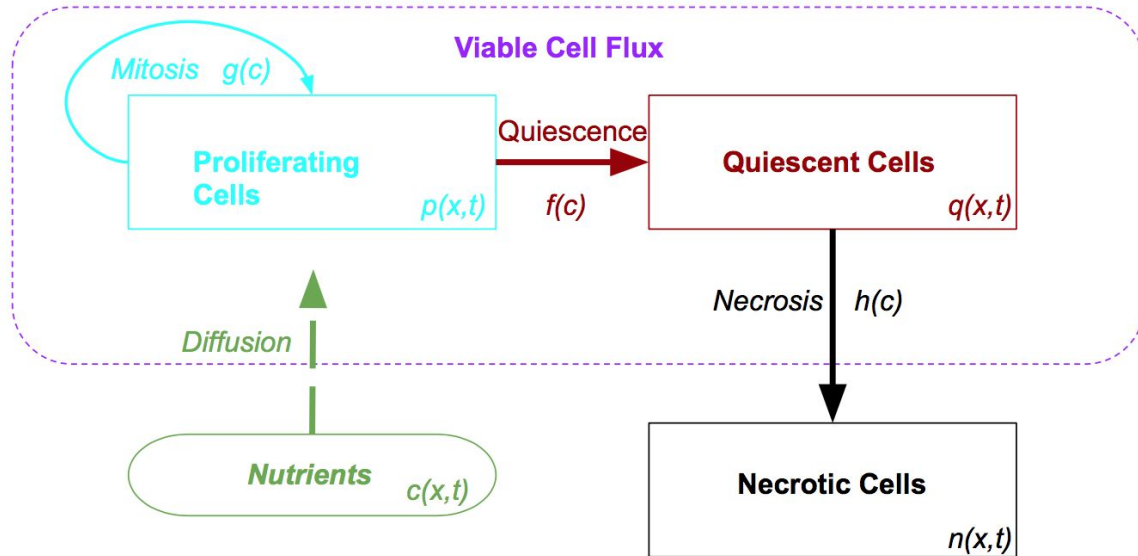 Viable Cell Flux
Mitosis g(c)
Quiescence
Proliferating
Cells
Quiescent Cells
p(x,t)
f(c)
q(x,t)
Necrosis h(c)
Diffusion
Nutrients
c(x,t)
Necrotic Cells
n(x,t)